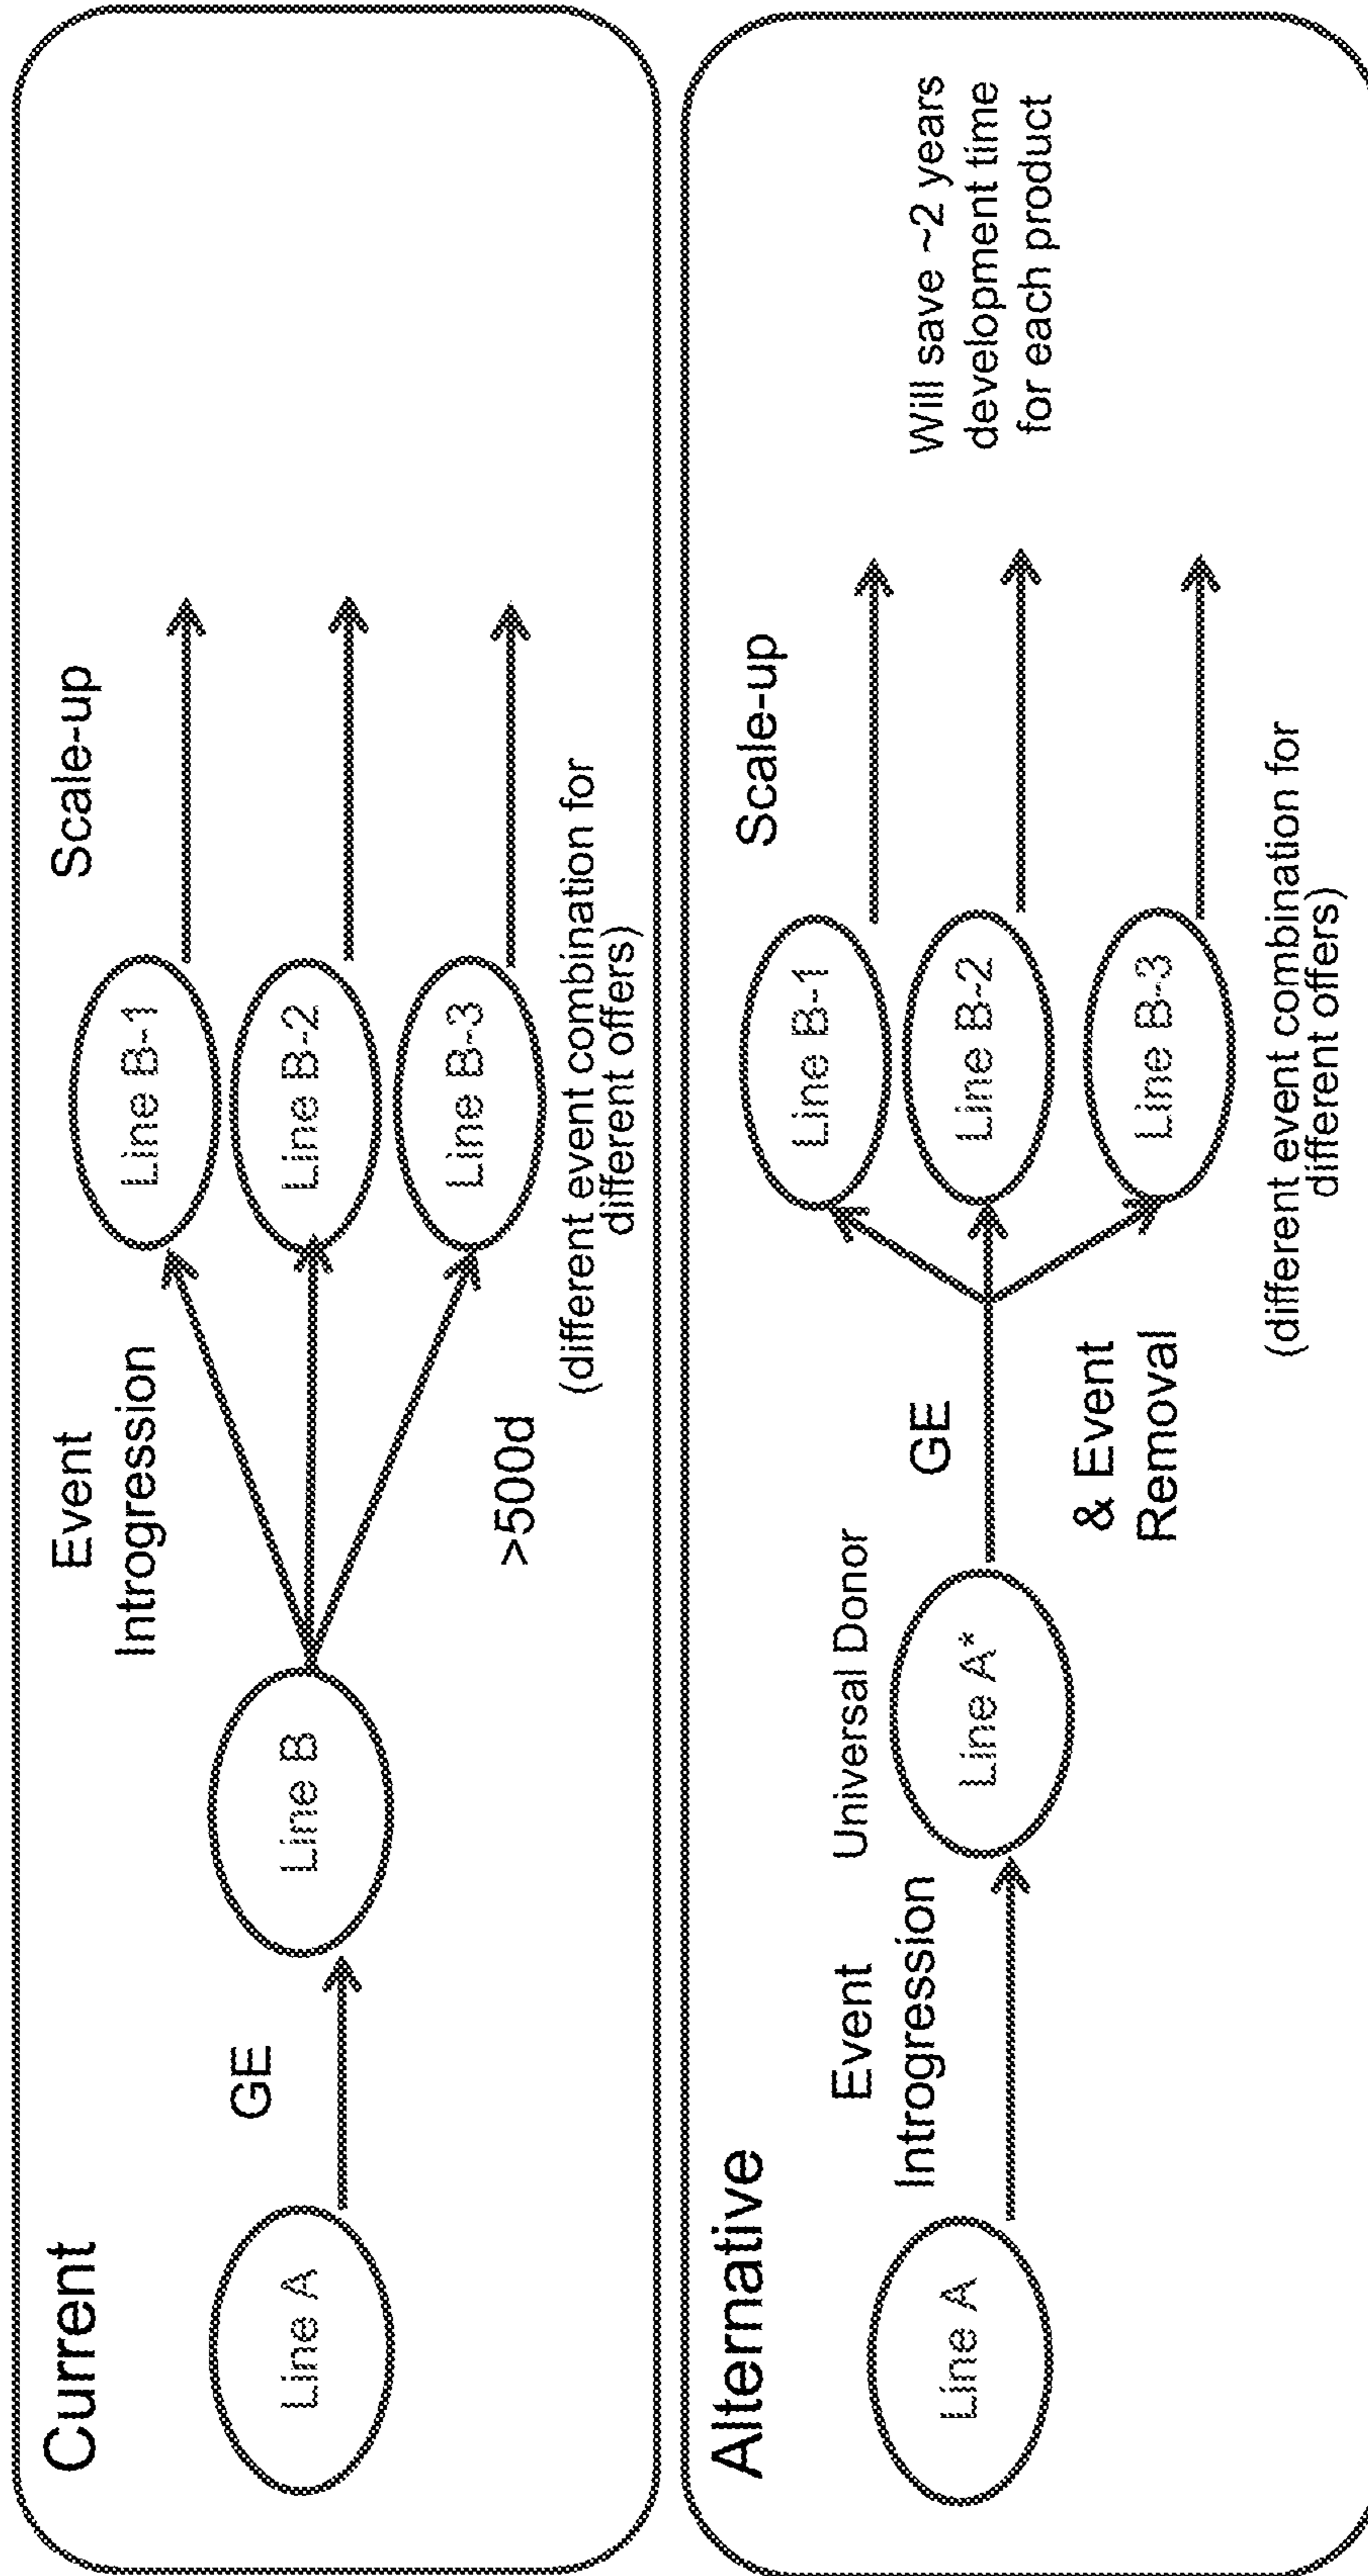 Current
Line A
GE
Line B
Event
Introgression
>500d
Line B-1
Line B-2
Line B-3
(different event combination for
different offers)
Scale-up
Alternative
Line A
Event
Introgression
Universal Donor
Line A*
GE
& Event
Removal
Line B-1
Line B-2
Line B-3
(different event combination for
different offers)
Scale-up
Will save ~2 years
development time
for each product